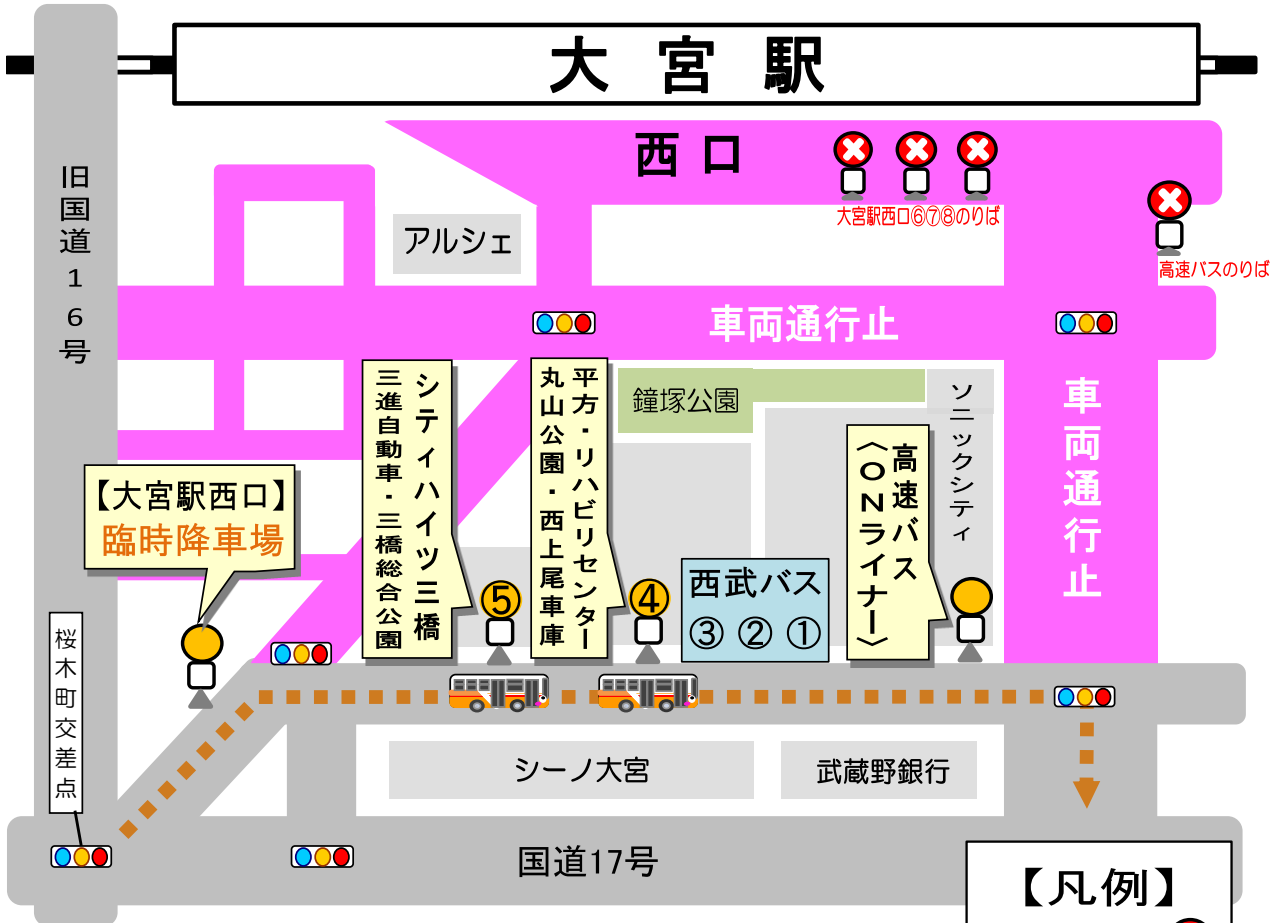 大宮駅
西口
大宮駅西口⑥⑦⑧のりば
高速バスのりば
旧国道16号
アルシェ
車両通行止
車両通行止
鐘塚公園
ソニックシティ
シティハイツ三橋
三進自動車・三橋総合公園
平方・リハビリセンター
丸山公園・西上尾車庫
高速バス
〈ONライナー〉
【大宮駅西口】
臨時降車場
⑤
④
西武バス
③②①
桜木町交差点
シーノ大宮
武蔵野銀行
国道17号
【凡例】